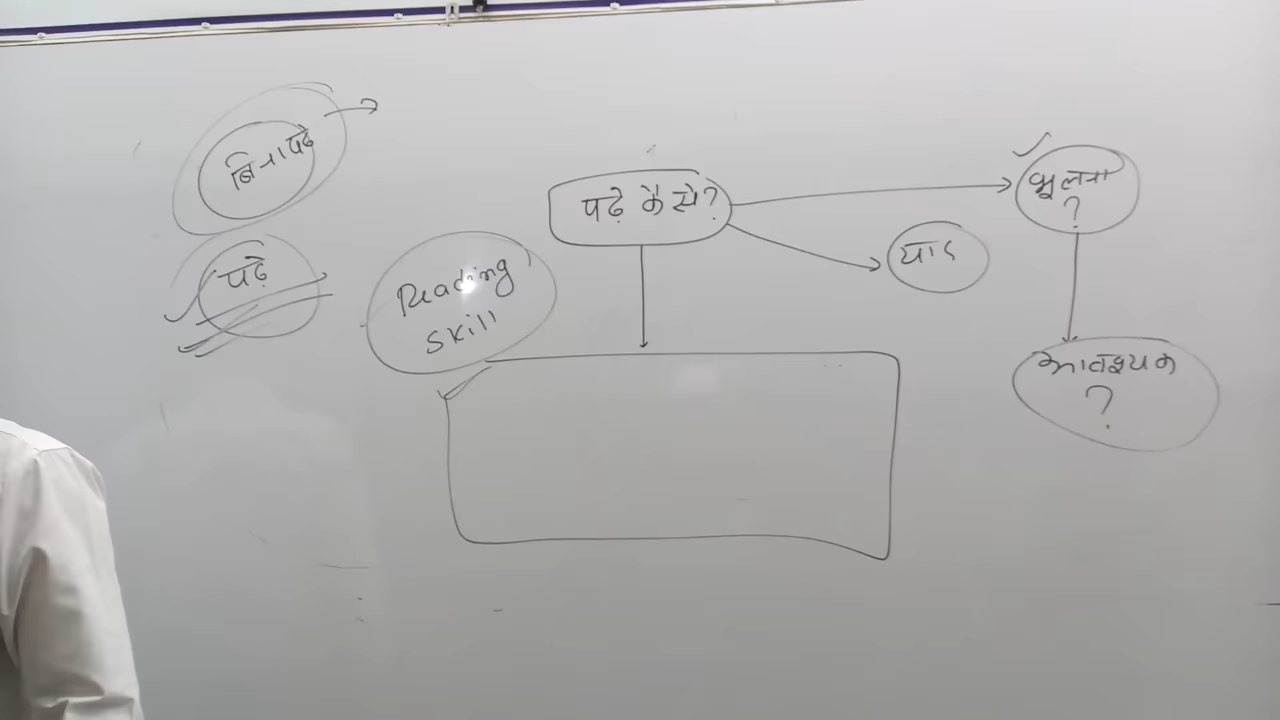 बिना पढ़े
पढ़े
Reading
skill
पढ़े कैसे?
भूलना
?
याद
आवश्यक
?